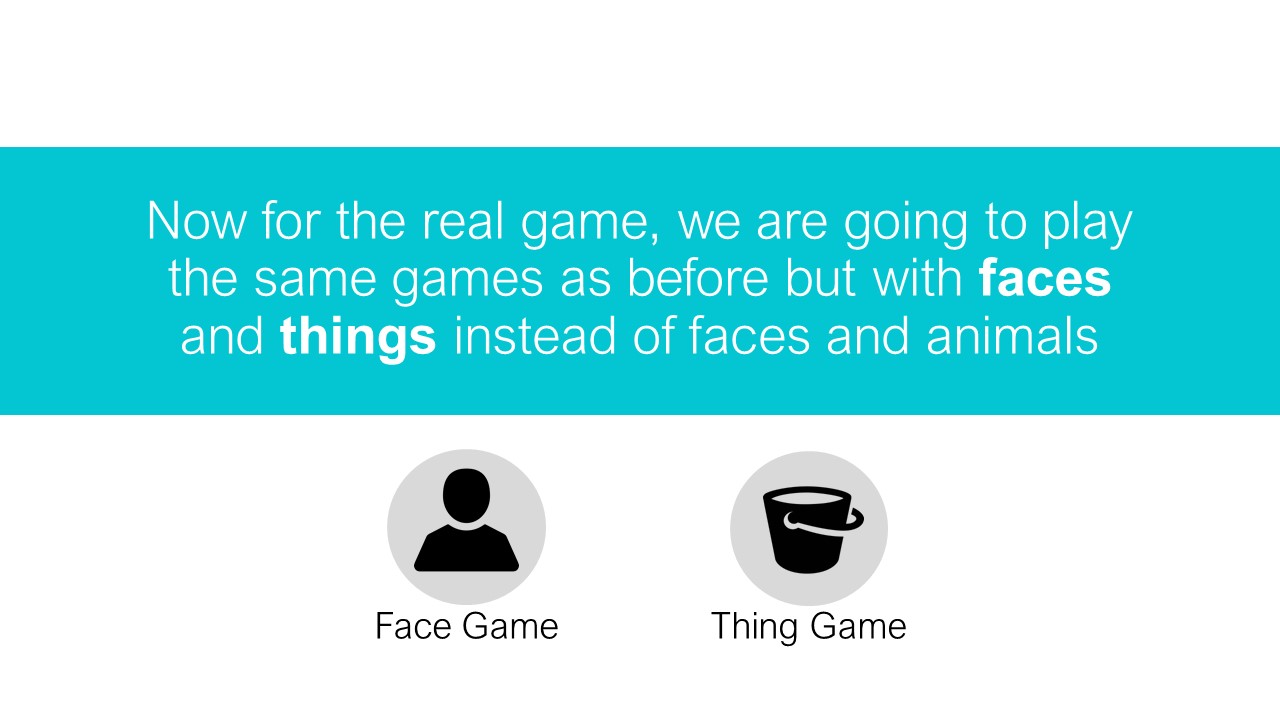 Now for the real game, we are going to play
the same games as before but with faces
and things instead of faces and animals
Face Game
Thing Game